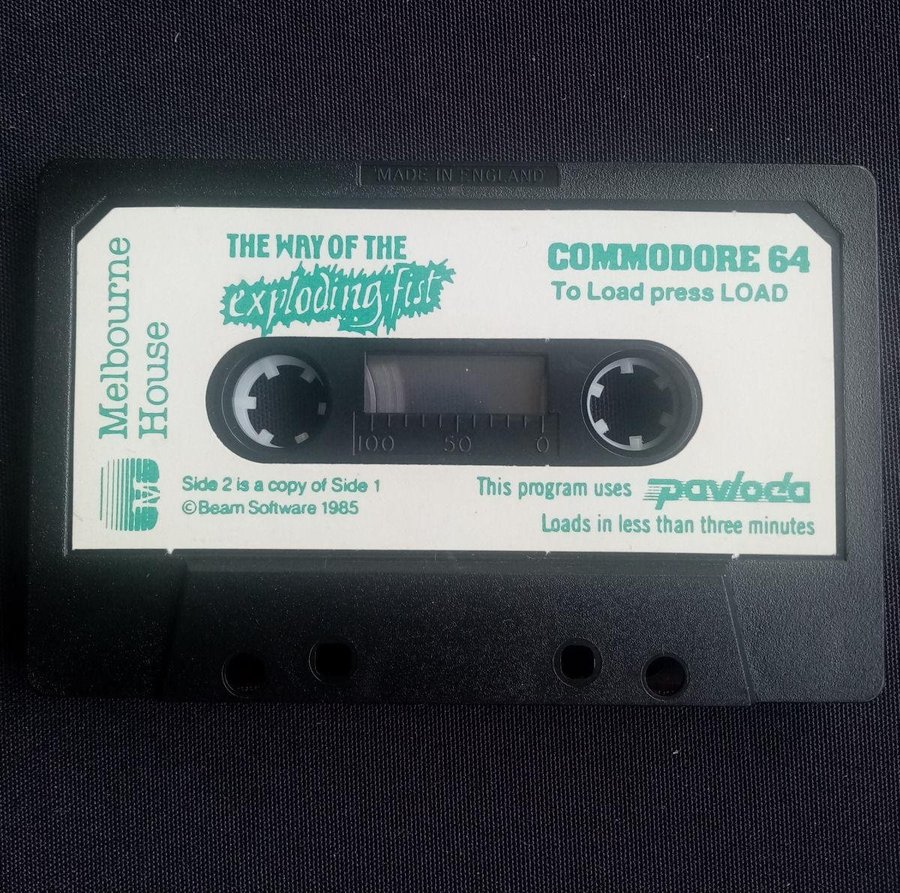 MADE IN ENGLAND
THE WAY OF THE
exploding fist
COMMODORE 64
To Load press LOAD
Melbourne
House
100 50 0
Side 2 is a copy of Side 1
©Beam Software 1985
This program uses pavloda
Loads in less than three minutes